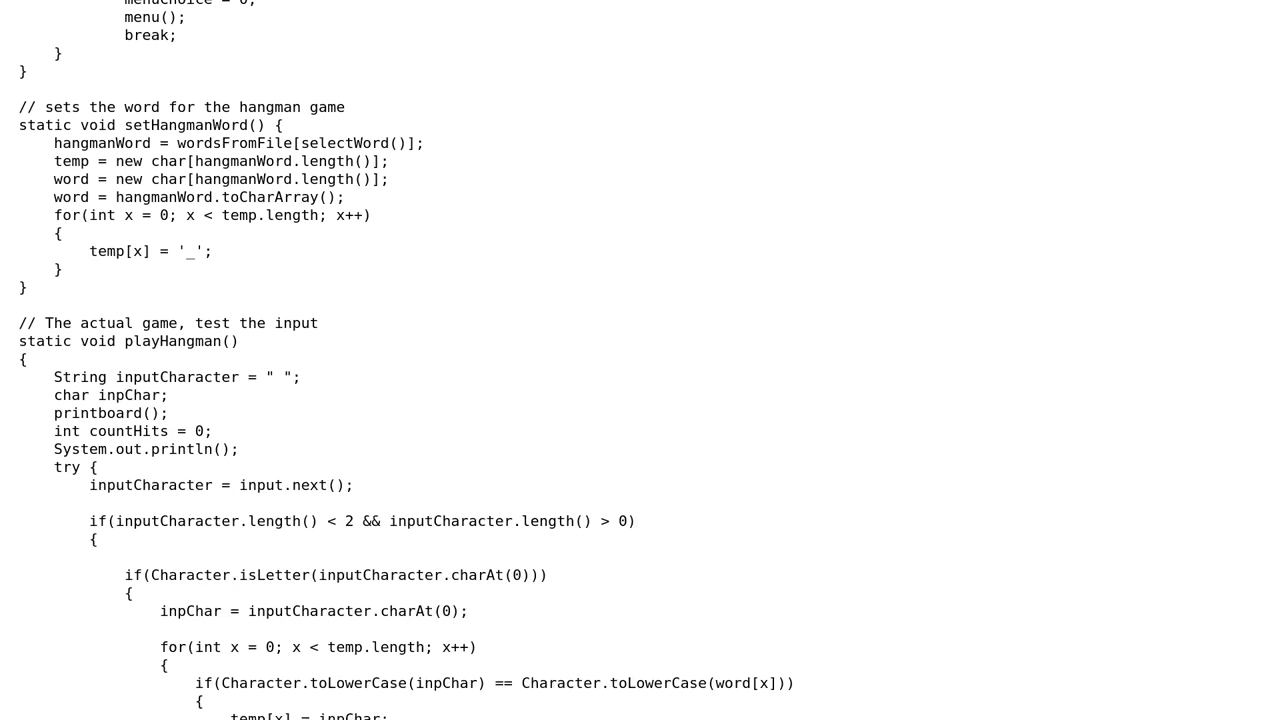 menuChoice = 0;
            menu();
            break;
    }
}

// sets the word for the hangman game
static void setHangmanWord() {
    hangmanWord = wordsFromFile[selectWord()];
    temp = new char[hangmanWord.length()];
    word = new char[hangmanWord.length()];
    word = hangmanWord.toCharArray();
    for(int x = 0; x < temp.length; x++)
    {
        temp[x] = '_';
    }
}

// The actual game, test the input
static void playHangman()
{
    String inputCharacter = " ";
    char inpChar;
    printboard();
    int countHits = 0;
    System.out.println();
    try {
        inputCharacter = input.next();

        if(inputCharacter.length() < 2 && inputCharacter.length() > 0)
        {

            if(Character.isLetter(inputCharacter.charAt(0)))
            {
                inpChar = inputCharacter.charAt(0);

                for(int x = 0; x < temp.length; x++)
                {
                    if(Character.toLowerCase(inpChar) == Character.toLowerCase(word[x]))
                    {
                        temp[x] = inpChar;